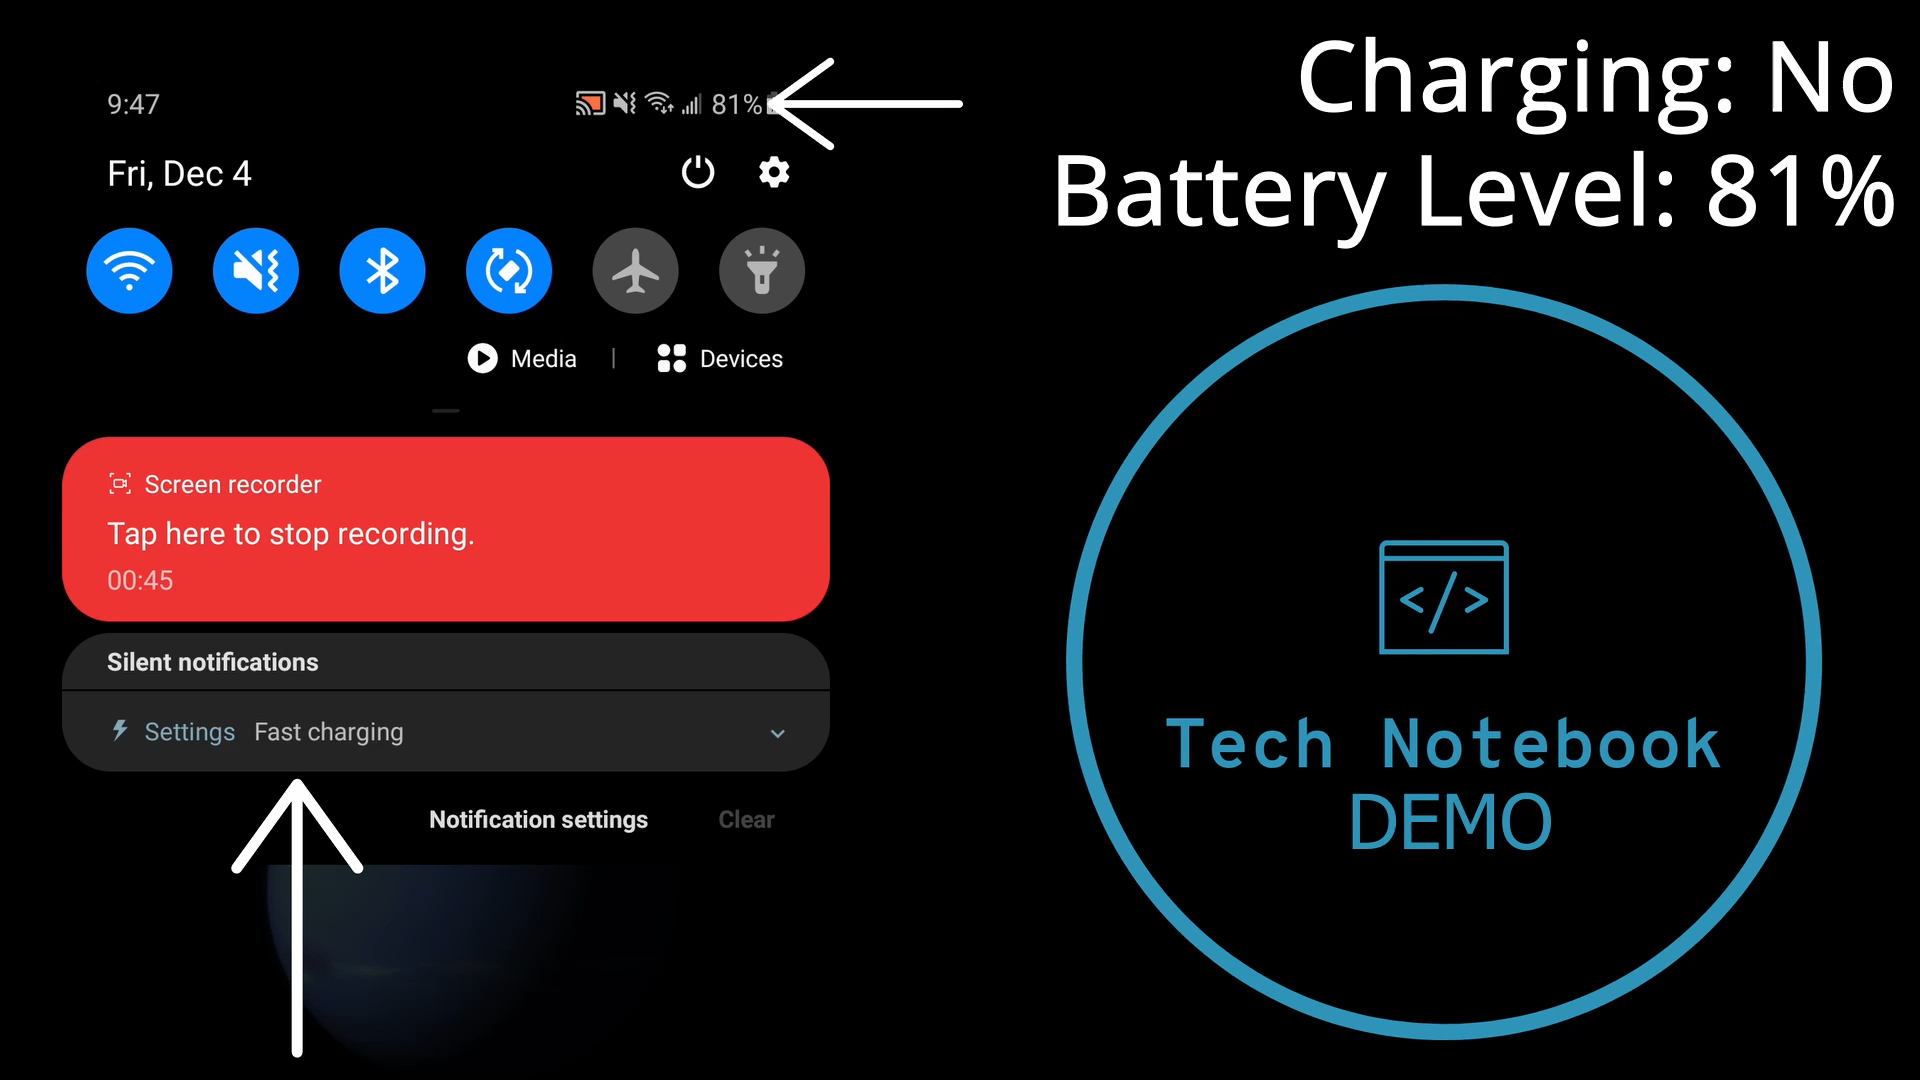 9:47
81%
Fri, Dec 4
Media | Devices
Screen recorder
Tap here to stop recording.
00:45
Silent notifications
Settings Fast charging
Notification settings Clear
Charging: No
Battery Level: 81%
</>
Tech Notebook
DEMO